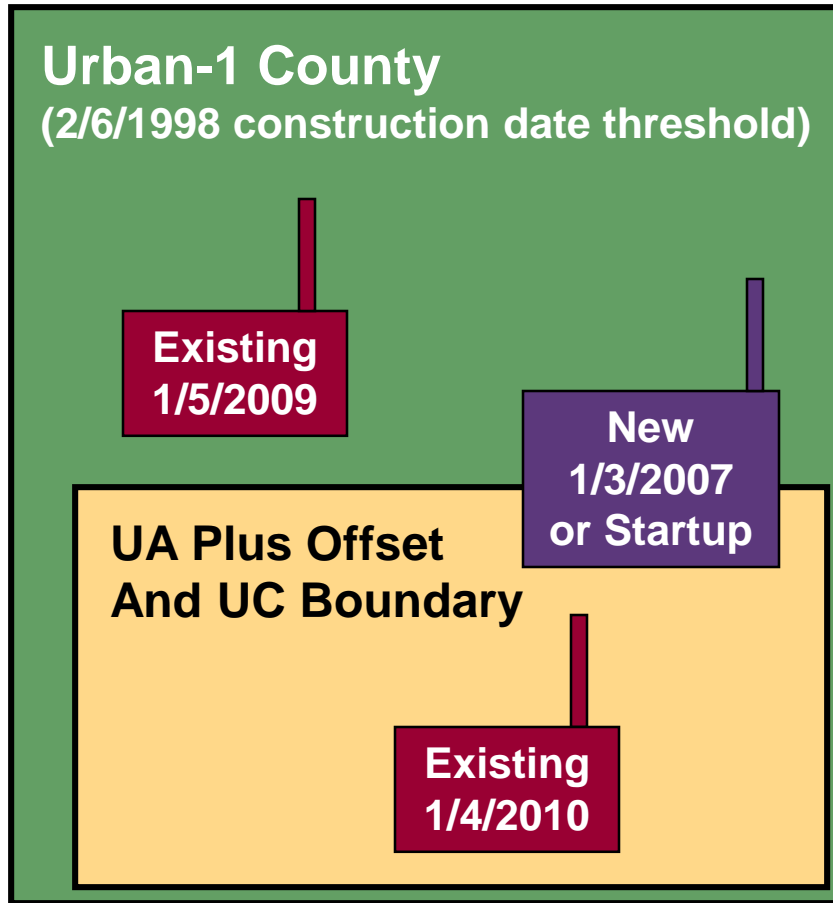 Urban-1 County
(2/6/1998 construction date threshold)
Existing
1/5/2009
New
1/3/2007
or Startup
UA Plus Offset
And UC Boundary
Existing
1/4/2010